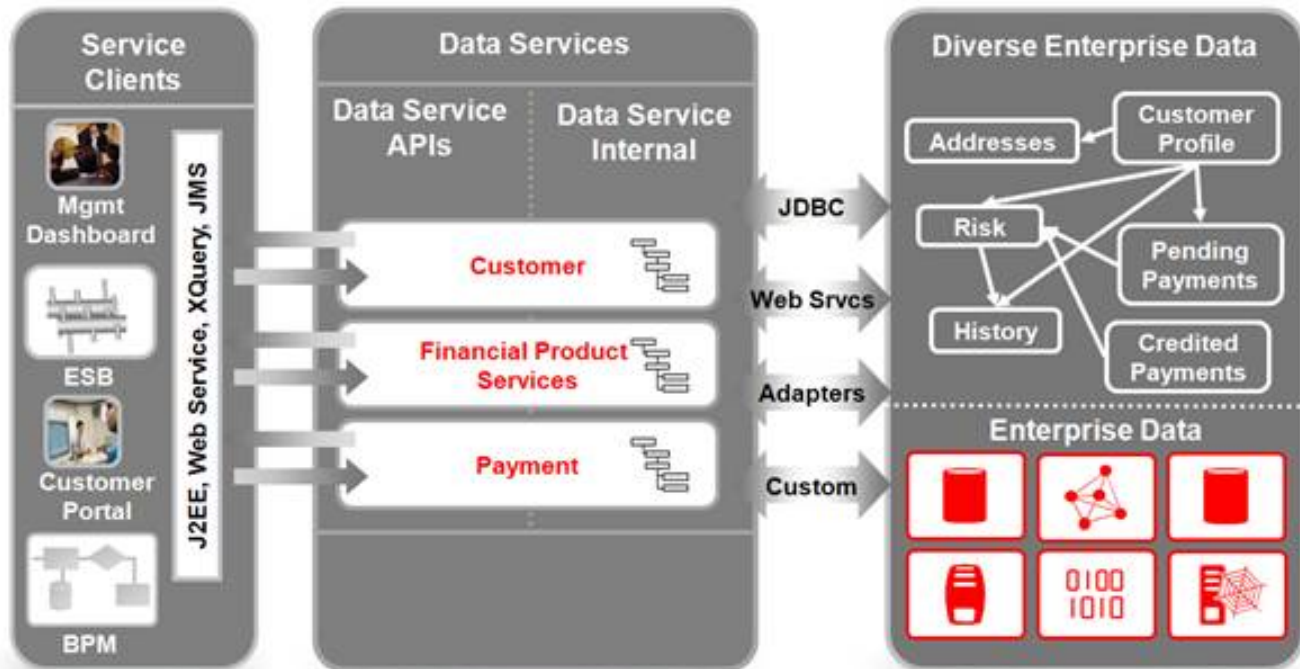 Service
Clients
Mgmt
Dashboard
ESB
Customer
Portal
BPM
J2EE, Web Service, XQuery, JMS
Data Services
Data Service
APIs
Data Service
Internal
Customer
Financial Product
Services
Payment
JDBC
Web Srvcs
Adapters
Custom
Diverse Enterprise Data
Addresses
Customer
Profile
Risk
Pending
Payments
History
Credited
Payments
Enterprise Data
0100
1010